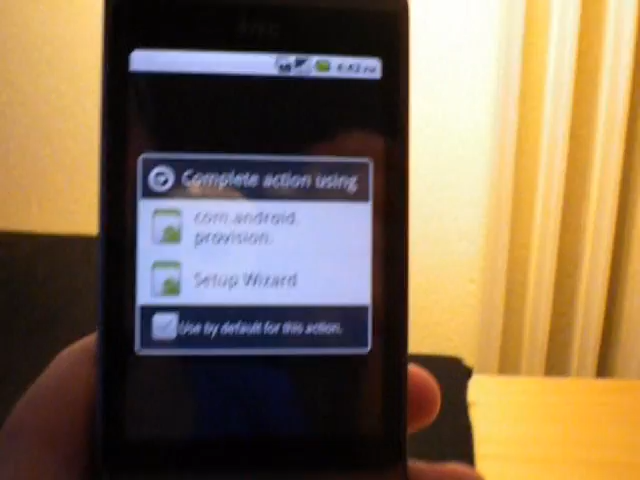 Complete action using
com.android.
provision.
Setup Wizard
Use by default for this action.